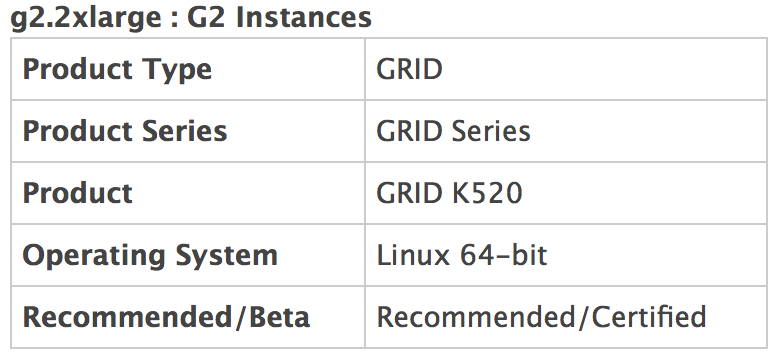 g2.2xlarge : G2 Instances
Product Type GRID
Product Series GRID Series
Product GRID K520
Operating System Linux 64-bit
Recommended/Beta Recommended/Certified